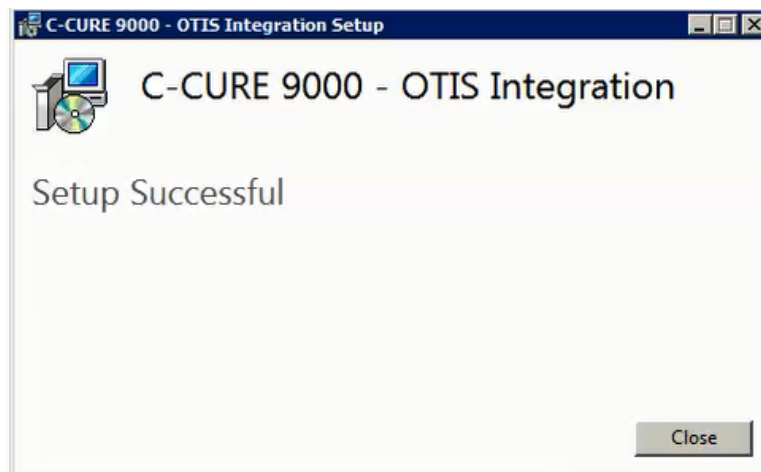 C-CURE 9000 - OTIS Integration Setup
C-CURE 9000 - OTIS Integration
Setup Successful
Close